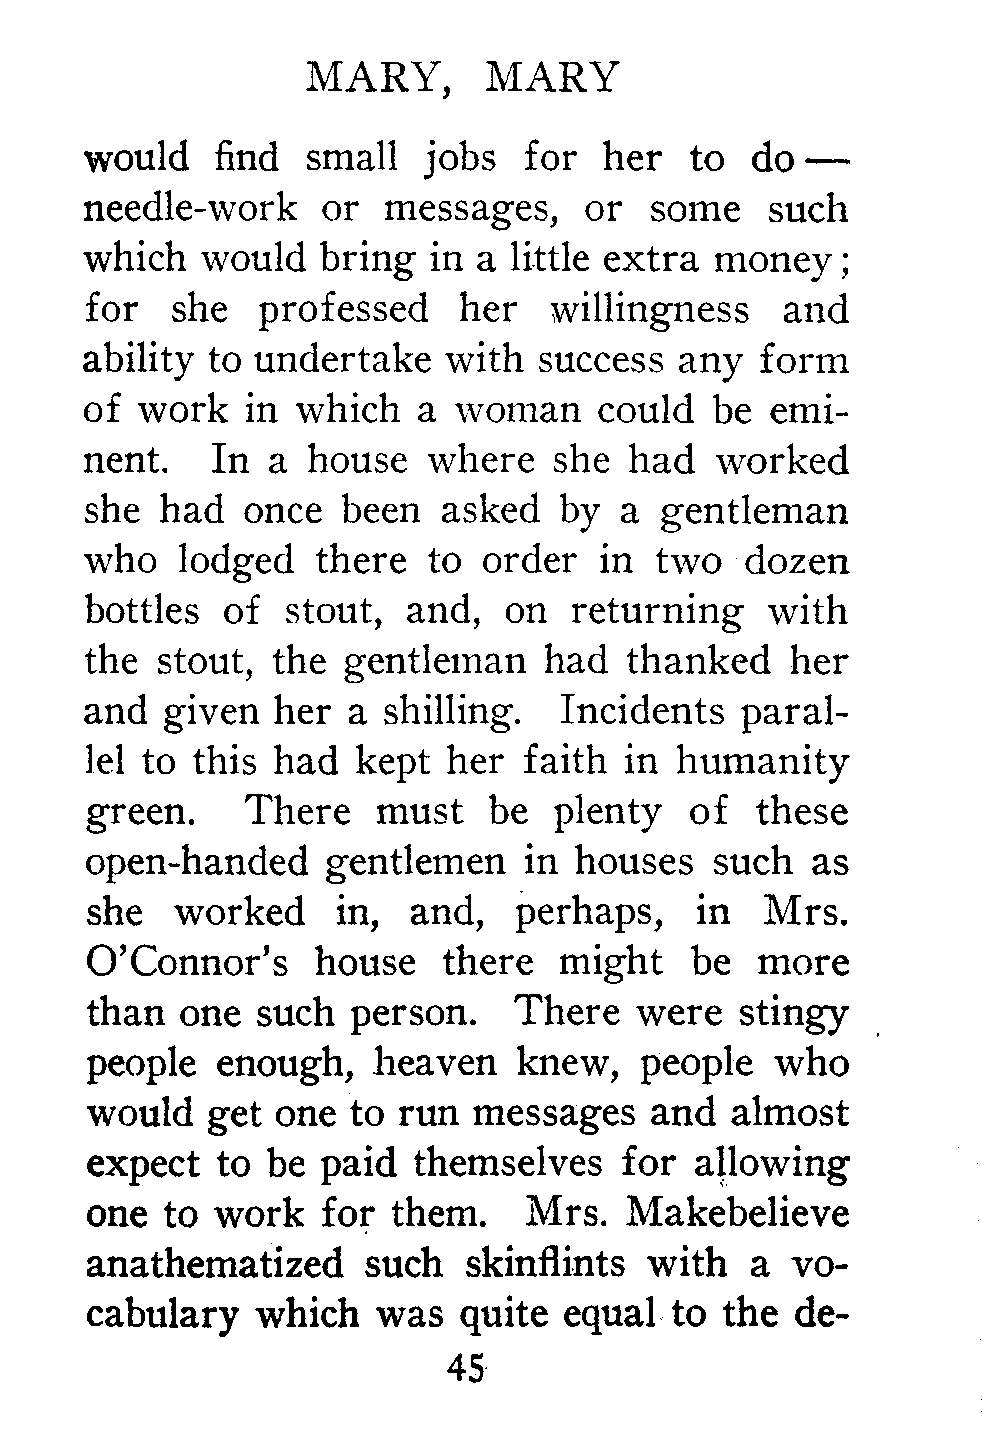 MARY, MARY
would find small jobs for her to do—
needle-work or messages, or some such
which would bring in a little extra money;
for she professed her willingness and
ability to undertake with success any form
of work in which a woman could be emi-
nent. In a house where she had worked
she had once been asked by a gentleman
who lodged there to order in two dozen
bottles of stout, and, on returning with
the stout, the gentleman had thanked her
and given her a shilling. Incidents paral-
lel to this had kept her faith in humanity
green. There must be plenty of these
open-handed gentlemen in houses such as
she worked in, and, perhaps, in Mrs.
O'Connor's house there might be more
than one such person. There were stingy
people enough, heaven knew, people who
would get one to run messages and almost
expect to be paid themselves for allowing
one to work for them. Mrs. Makebelieve
anathematized such skinflints with a vo-
cabulary which was quite equal to the de-
45